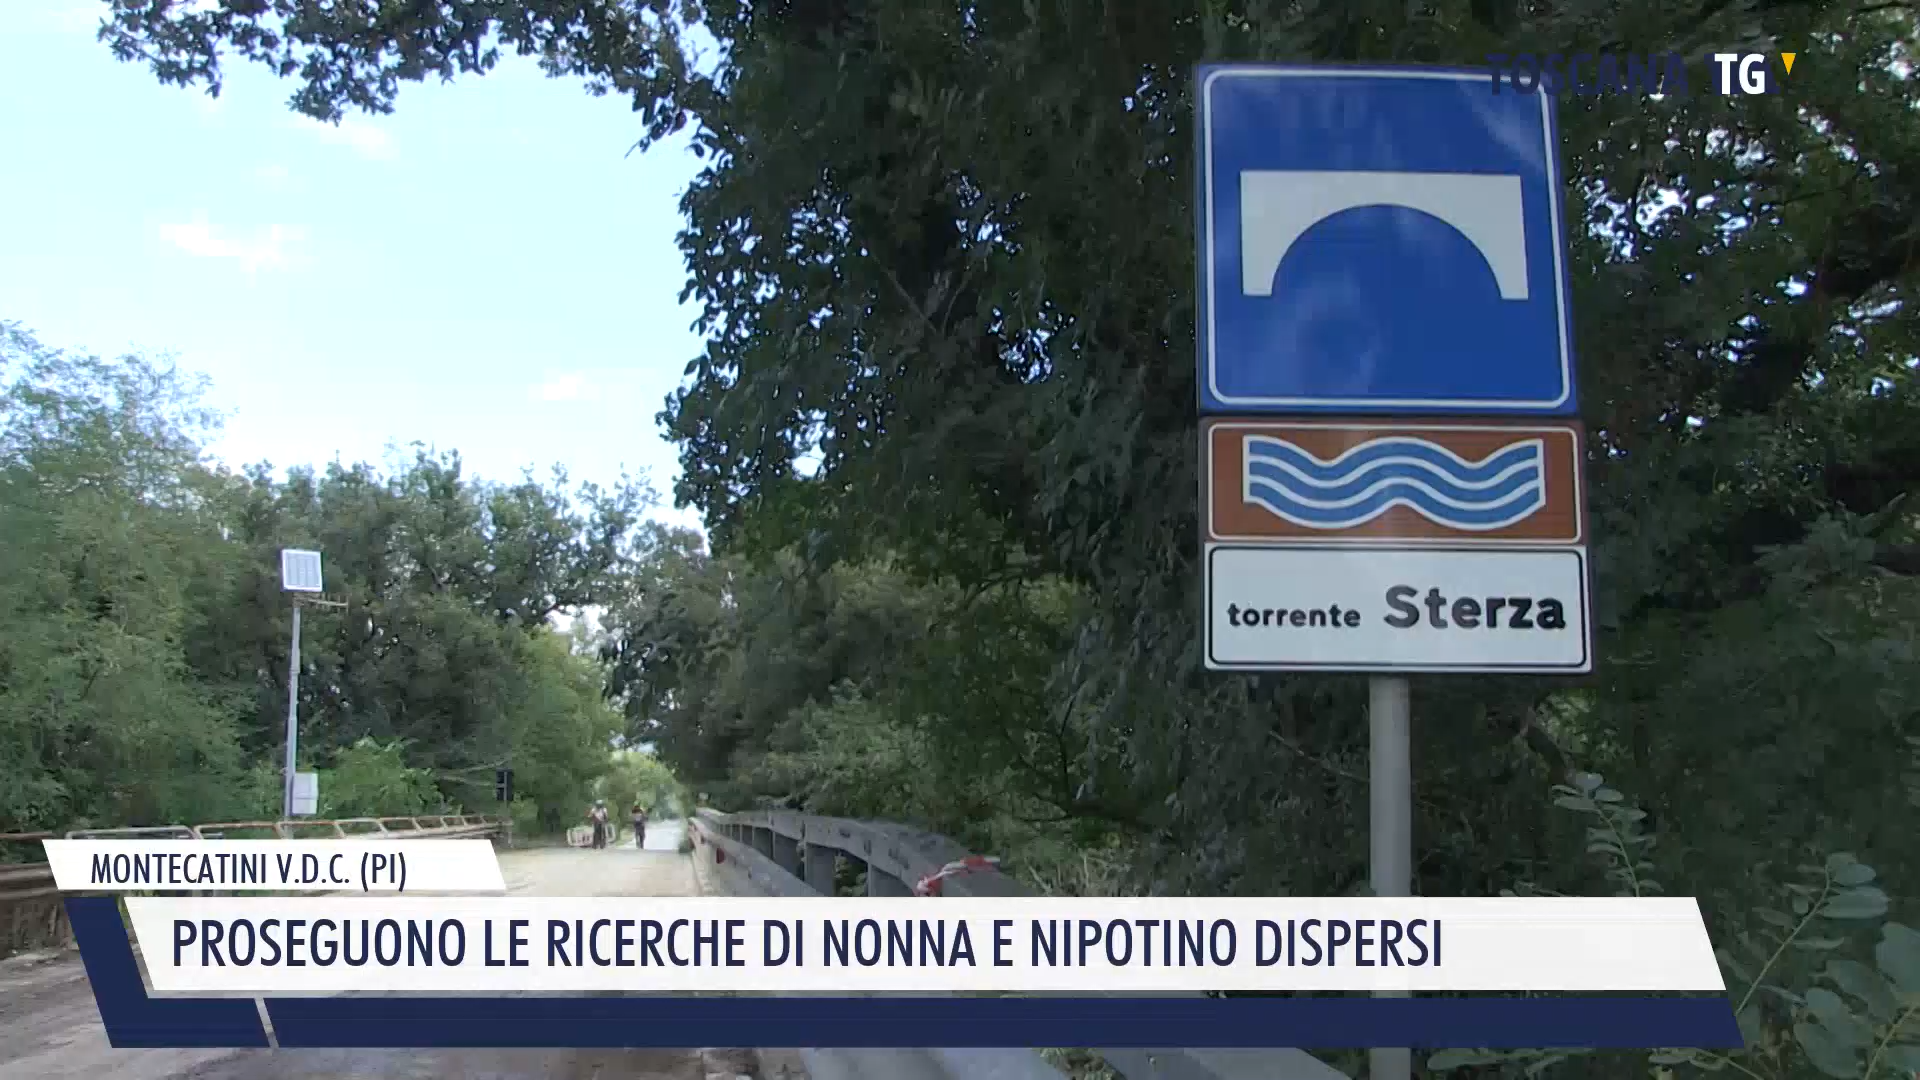 TOSCANA TG
torrente Sterza
MONTECATINI V.D.C. (PI)
PROSEGUONO LE RICERCHE DI NONNA E NIPOTINO DISPERSI